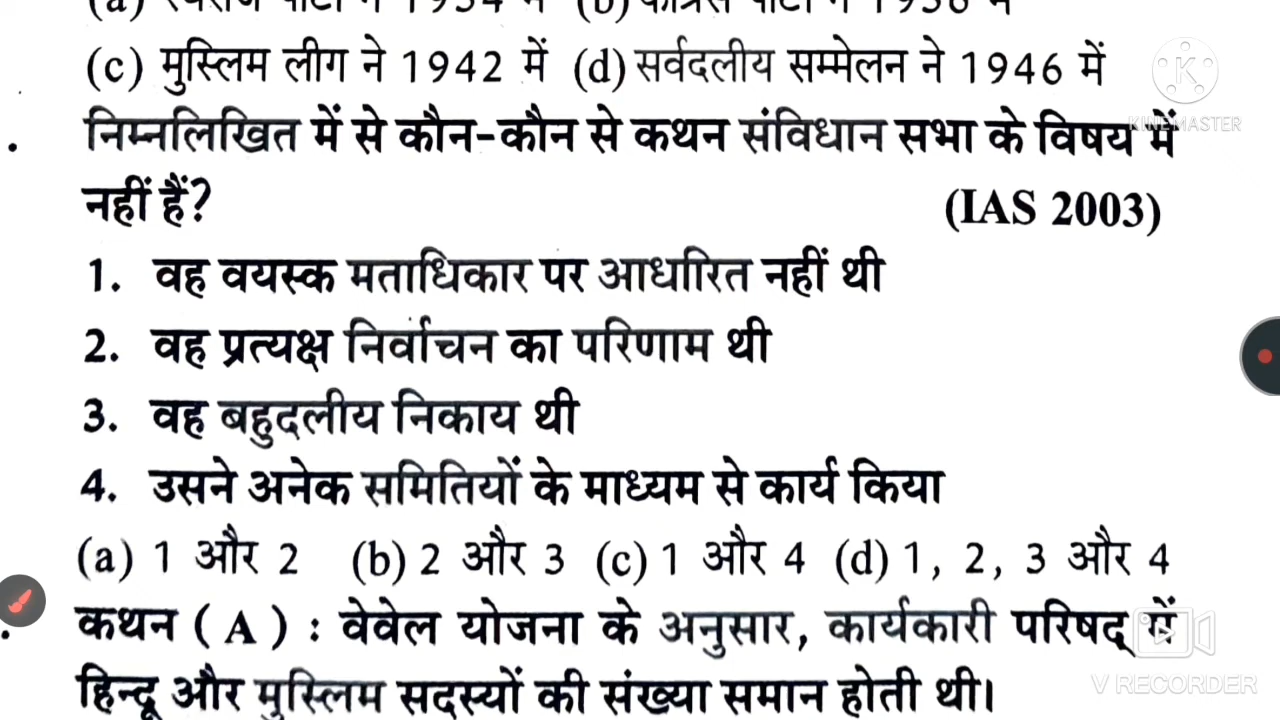 (c) मुस्लिम लीग ने 1942 में (d) सर्वदलीय सम्मेलन ने 1946 में
निम्नलिखित में से कौन-कौन से कथन संविधान सभा के विषय में
KINEMASTER
नहीं हैं? (IAS 2003)
1. वह वयस्क मताधिकार पर आधारित नहीं थी
2. वह प्रत्यक्ष निर्वाचन का परिणाम थी
3. वह बहुदलीय निकाय थी
4. उसने अनेक समितियों के माध्यम से कार्य किया
(a) 1 और 2 (b) 2 और 3 (c) 1 और 4 (d) 1, 2, 3 और 4
कथन ( A ) : वेवेल योजना के अनुसार, कार्यकारी परिषद् में
हिन्दू और मुस्लिम सदस्यों की संख्या समान होती थी।
V RECORDER